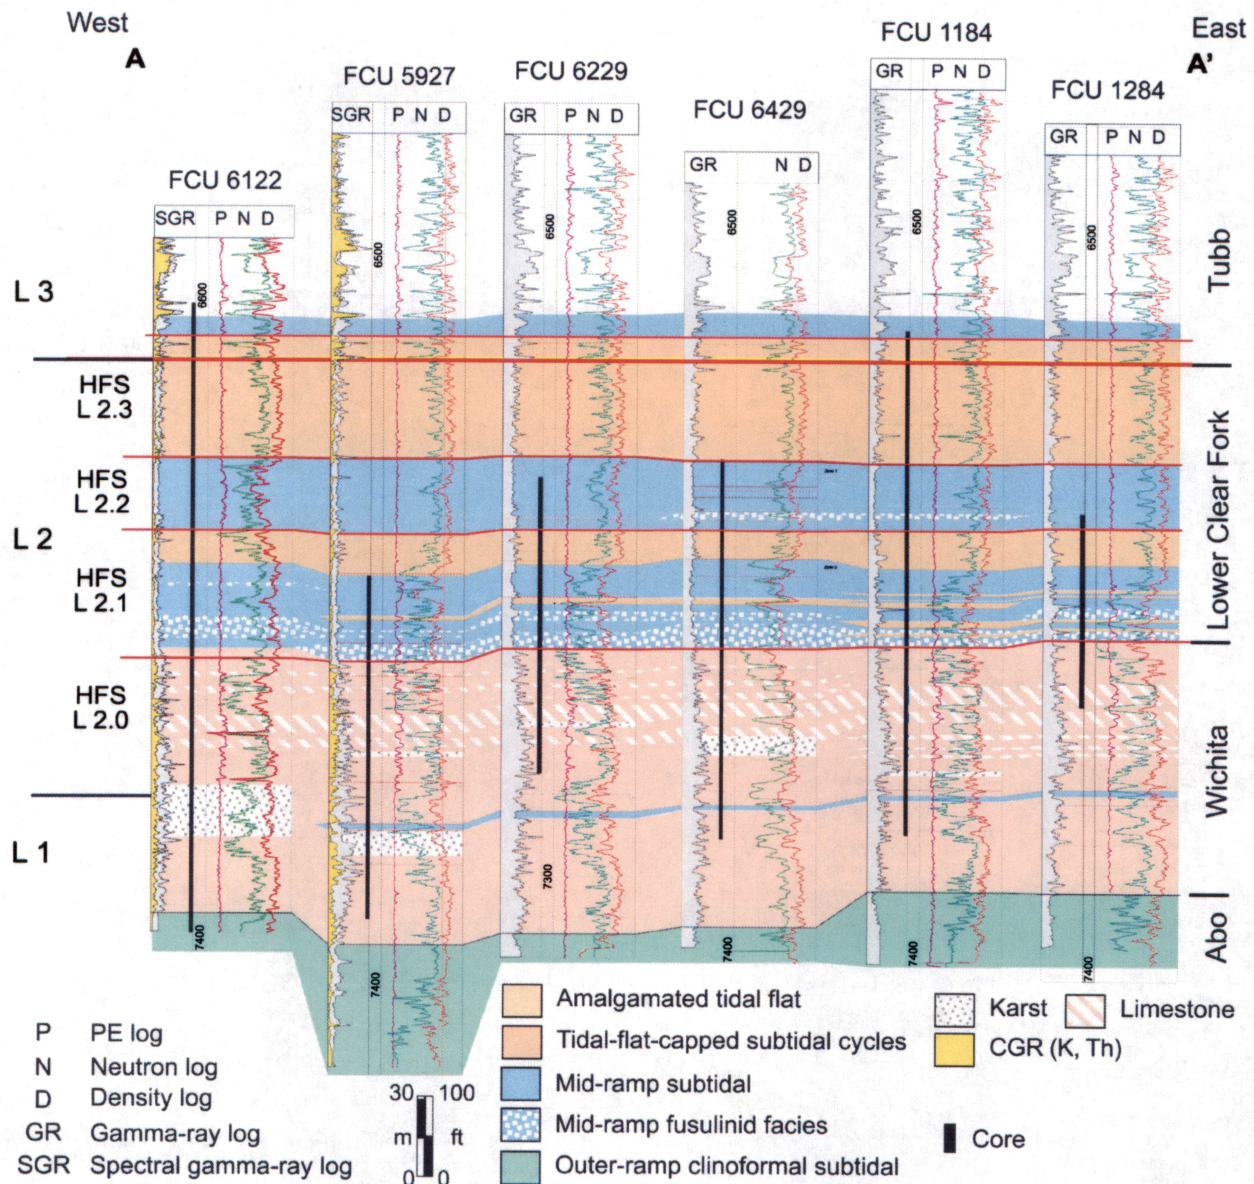 West
East
A
A'
FCU 6122
FCU 5927
FCU 6229
FCU 6429
FCU 1184
FCU 1284
SGR P N D
SGR P N D
GR P N D
GR N D
GR P N D
GR P N D
6600
6500
6500
6500
6500
6500
L 3
HFS
L 2.3
HFS
L 2.2
L 2
HFS
L 2.1
HFS
L 2.0
L 1
Tubb
Lower Clear Fork
Wichita
Abo
7400
7400
7300
7400
7400
7400
P PE log
N Neutron log
D Density log
GR Gamma-ray log
SGR Spectral gamma-ray log
30 100
m ft
0 0
Amalgamated tidal flat
Tidal-flat-capped subtidal cycles
Mid-ramp subtidal
Mid-ramp fusulinid facies
Outer-ramp clinoformal subtidal
Karst
Limestone
CGR (K, Th)
Core